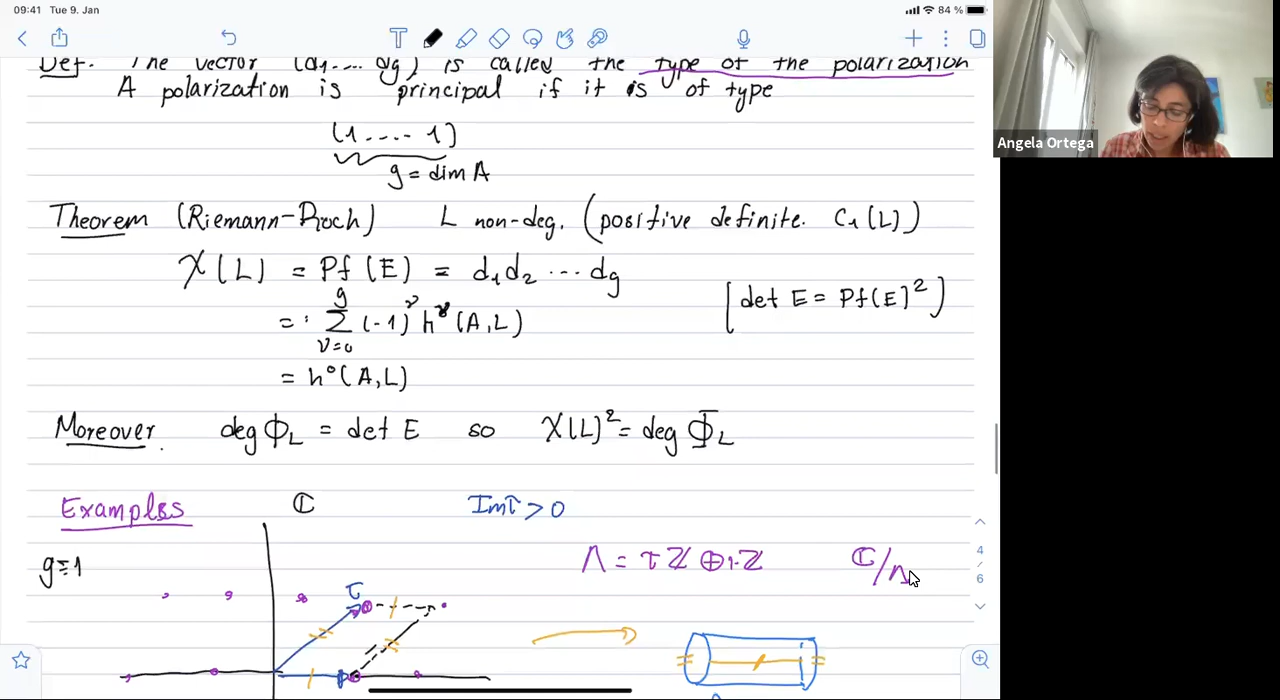 09:41 Tue 9. Jan 84 %
Def. The vector (d1.... dg) is called the type of the polarization
A polarization is principal if it is of type
(1 .... 1)
g = dim A
Theorem (Riemann-Roch) L non-deg. (positive definite. C1(L))
χ(L) = Pf(E) = d1d2 ... dg
[det E = Pf(E)²]
= Σ (-1)^ν h^ν (A,L)
g
ν=0
= h°(A,L)
Moreover. deg ϕL = det E so χ(L)² = deg ΦL
Examples ℂ Imτ > 0
g=1 Λ = τℤ ⊕ 1·ℤ ℂ/Λ
τ
4
6
Angela Ortega